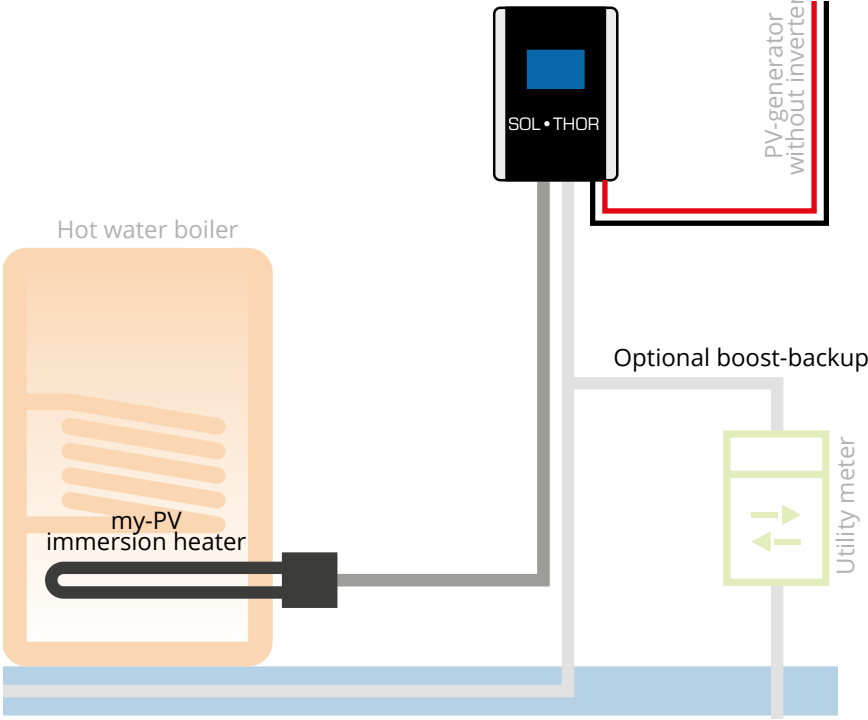 PV-generator
without inverter
SOL•THOR
Hot water boiler
Optional boost-backup
Utility meter
my-PV
immersion heater